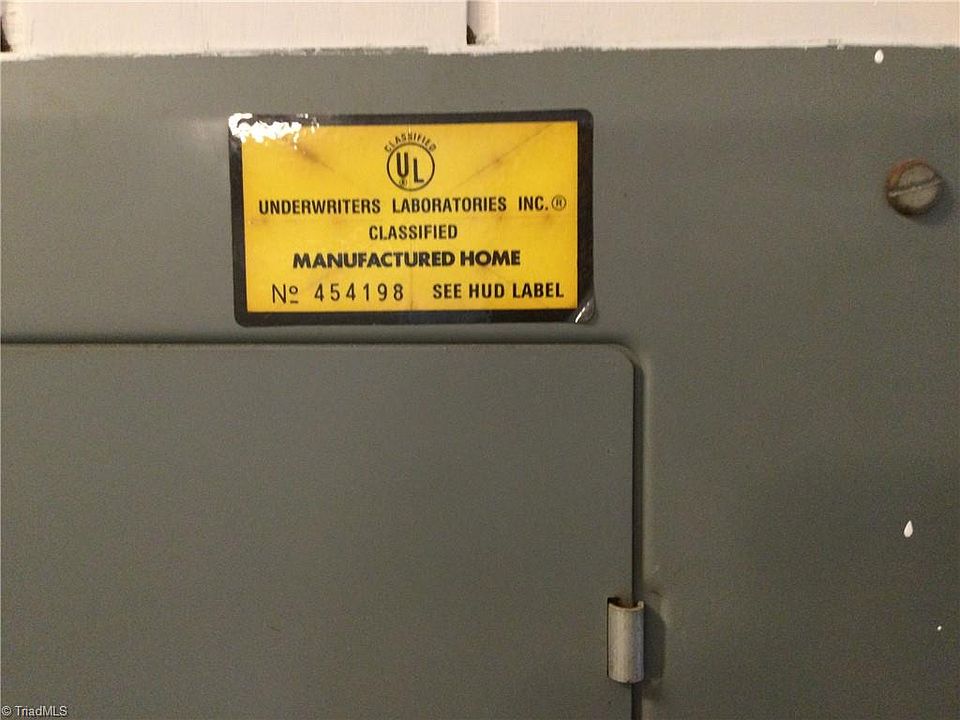 CLASSIFIED
UL
®
UNDERWRITERS LABORATORIES INC.®
CLASSIFIED
MANUFACTURED HOME
Nº 454198 SEE HUD LABEL
© TriadMLS